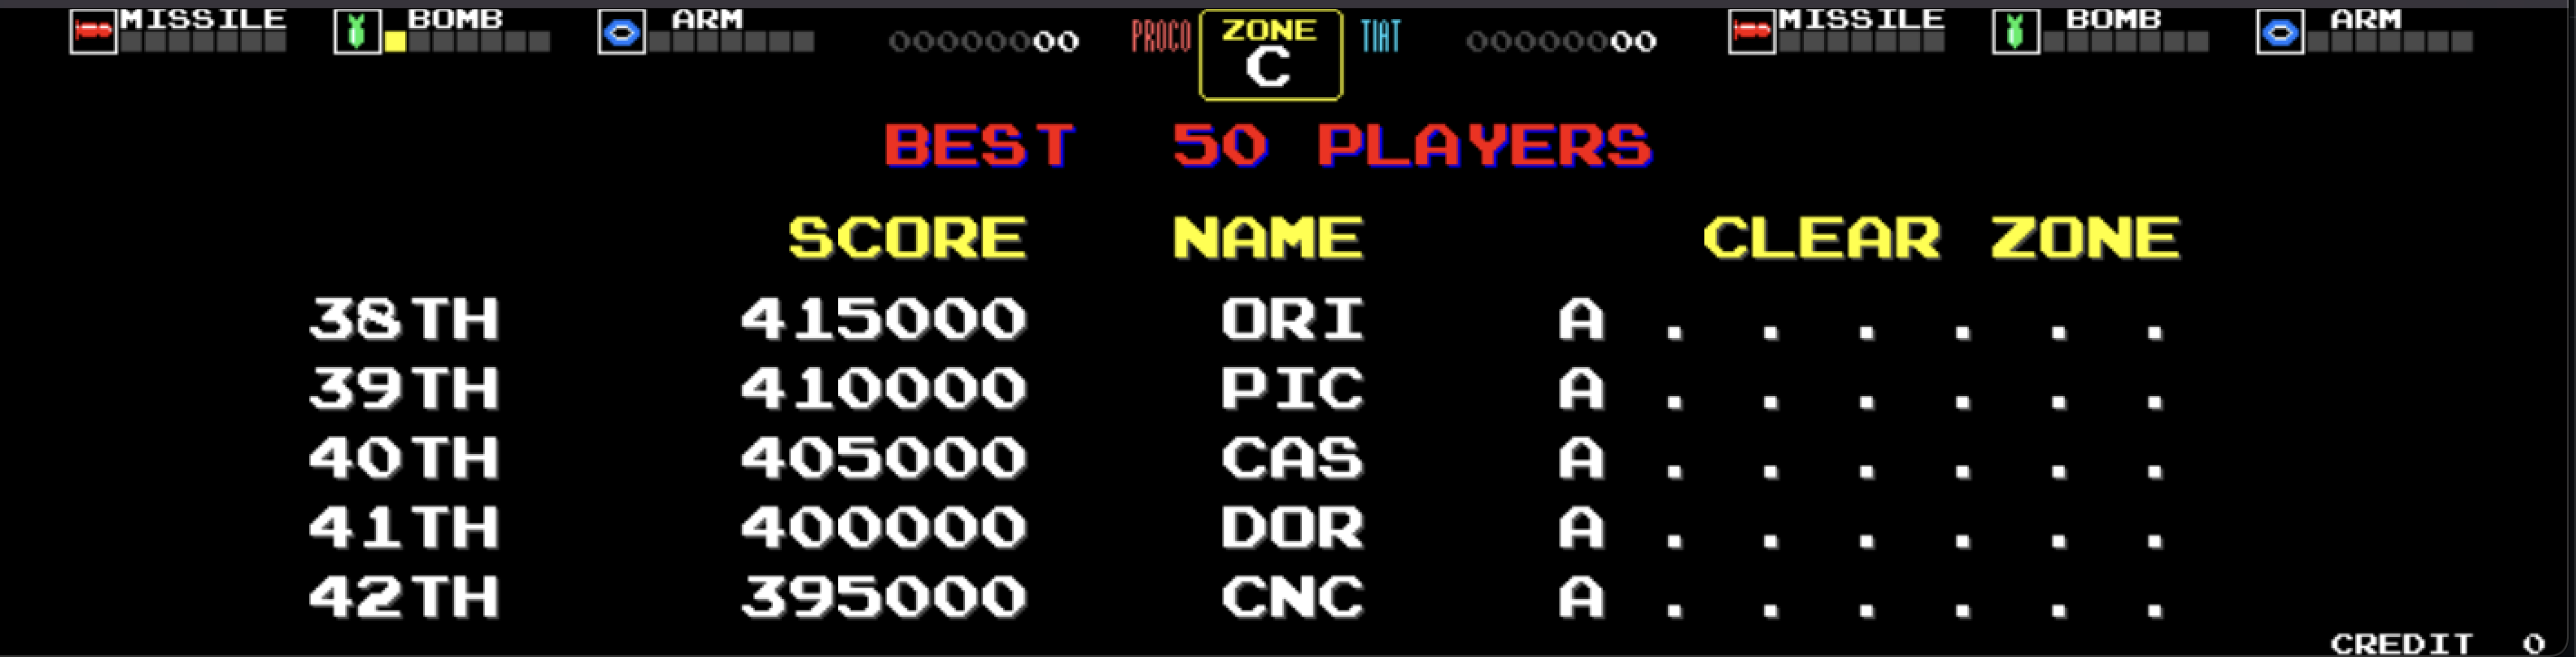 MISSILE BOMB ARM 0000000000 PROCO ZONE TIAT 0000000000 MISSILE BOMB ARM
C
BEST 50 PLAYERS
SCORE NAME CLEAR ZONE
38TH 415000 ORI A . . . . . .
39TH 410000 PIC A . . . . . .
40TH 405000 CAS A . . . . . .
41TH 400000 DOR A . . . . . .
42TH 395000 CNC A . . . . . .
CREDIT 0